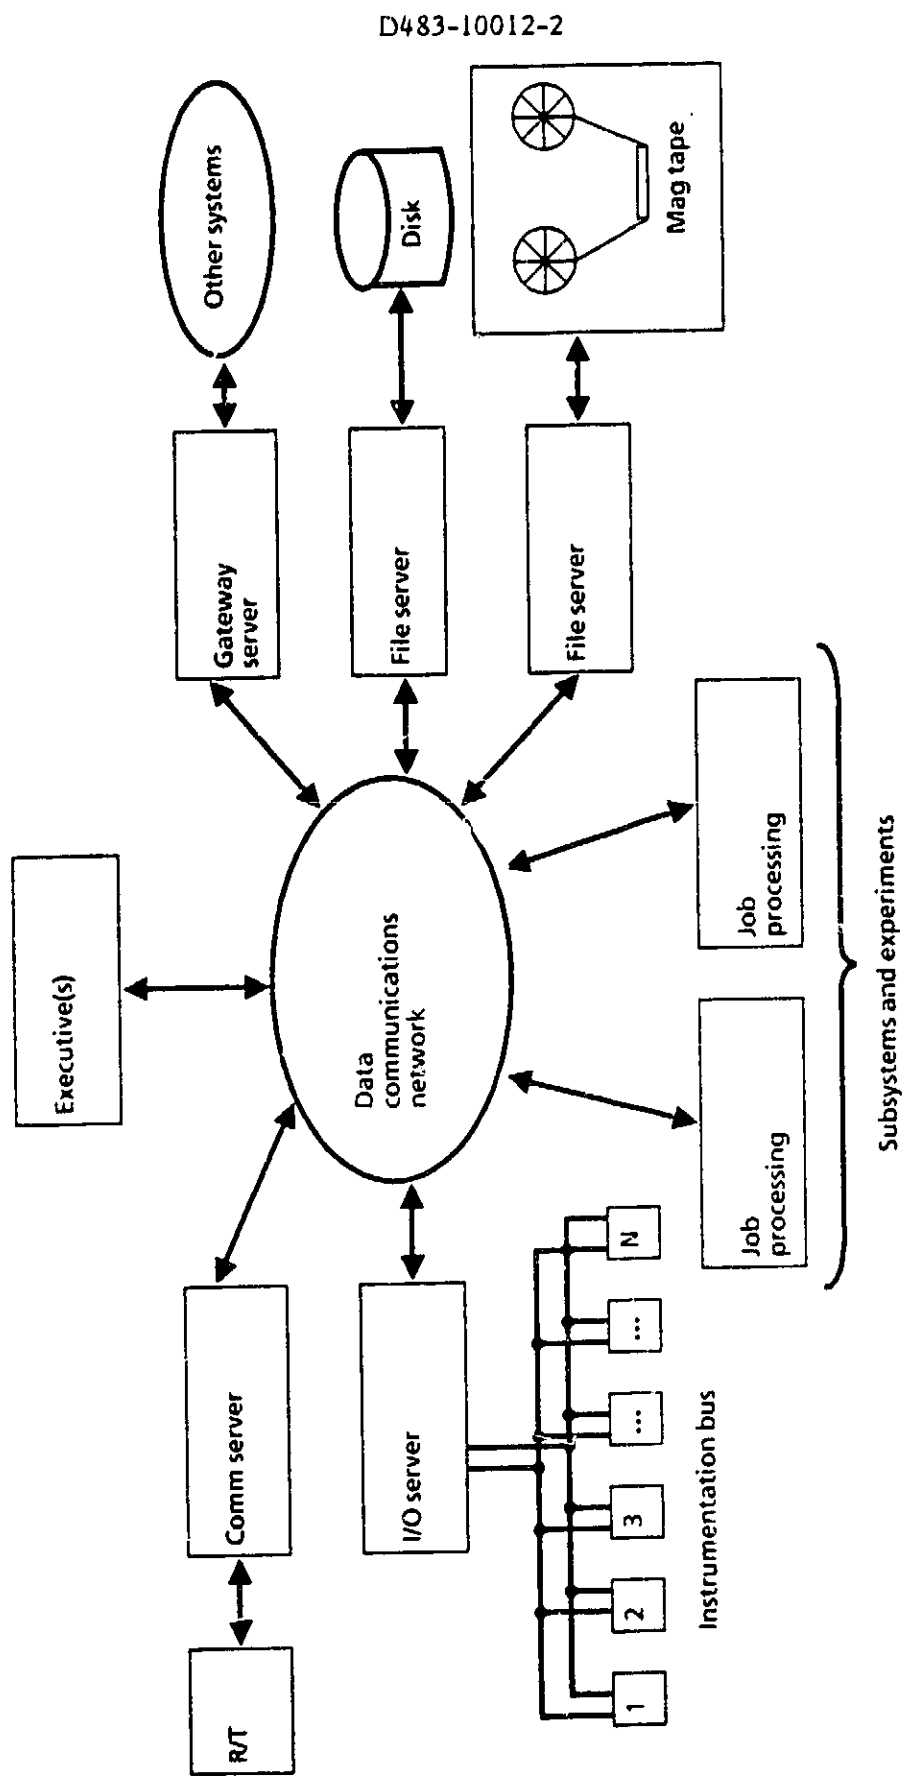 D483-10012-2
R/T
Comm server
Executive(s)
Gateway
server
Other systems
I/O server
Data
communications
network
File server
Disk
File server
Mag tape
1
2
3
...
...
N
Instrumentation bus
Job
processing
Job
processing
Subsystems and experiments